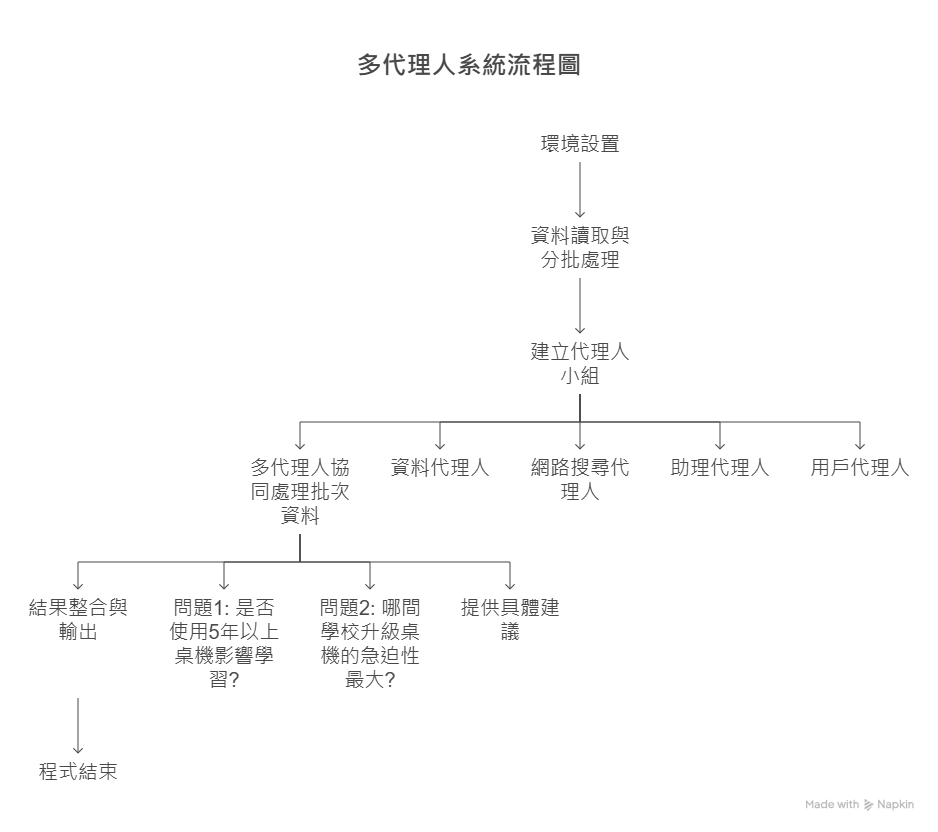 多代理人系統流程圖
環境設置
資料讀取與
分批處理
建立代理人
小組
多代理人協
同處理批次
資料
資料代理人
網路搜尋代
理人
助理代理人
用戶代理人
結果整合與
輸出
問題1: 是否
使用5年以上
桌機影響學
習?
問題2: 哪間
學校升級桌
機的急迫性
最大?
提供具體建
議
程式結束
Made with Napkin